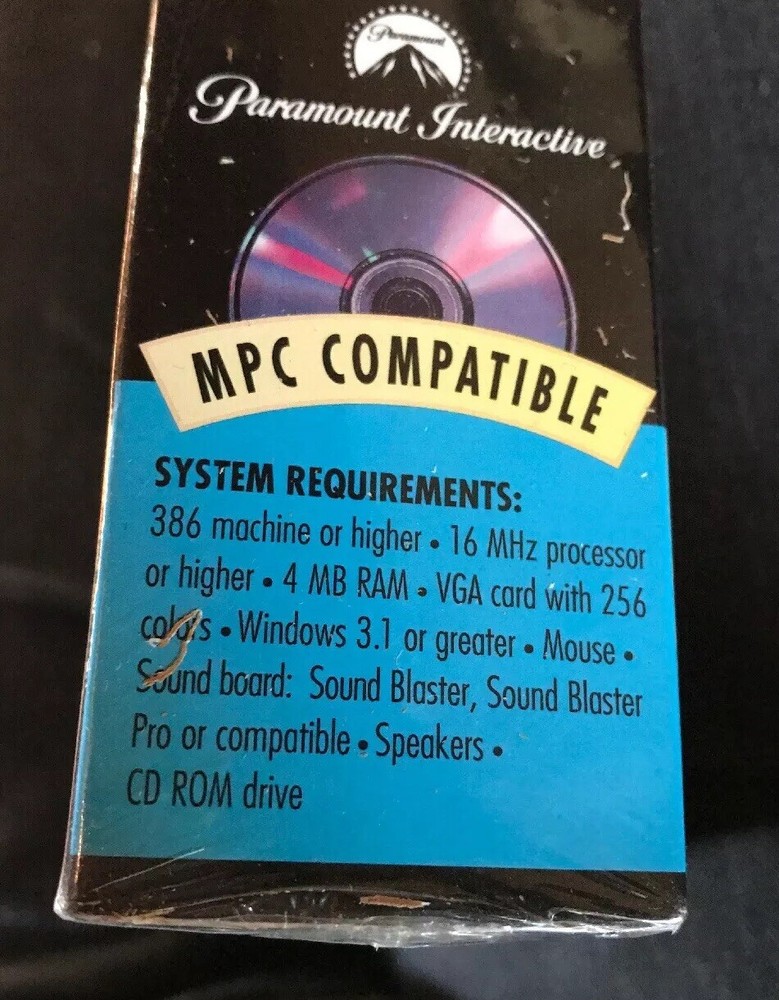 Paramount
Paramount Interactive
MPC COMPATIBLE
SYSTEM REQUIREMENTS:
386 machine or higher • 16 MHz processor
or higher • 4 MB RAM • VGA card with 256
colors • Windows 3.1 or greater • Mouse •
Sound board: Sound Blaster, Sound Blaster
Pro or compatible • Speakers •
CD ROM drive